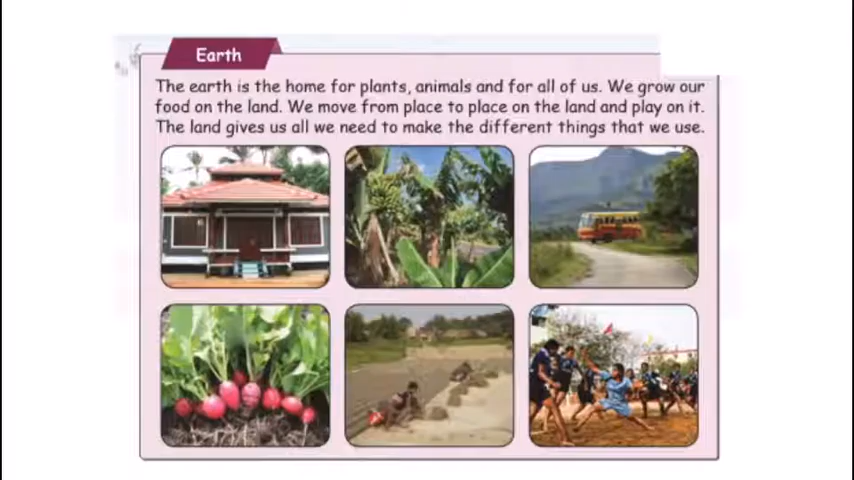 Earth
The earth is the home for plants, animals and for all of us. We grow our
food on the land. We move from place to place on the land and play on it.
The land gives us all we need to make the different things that we use.